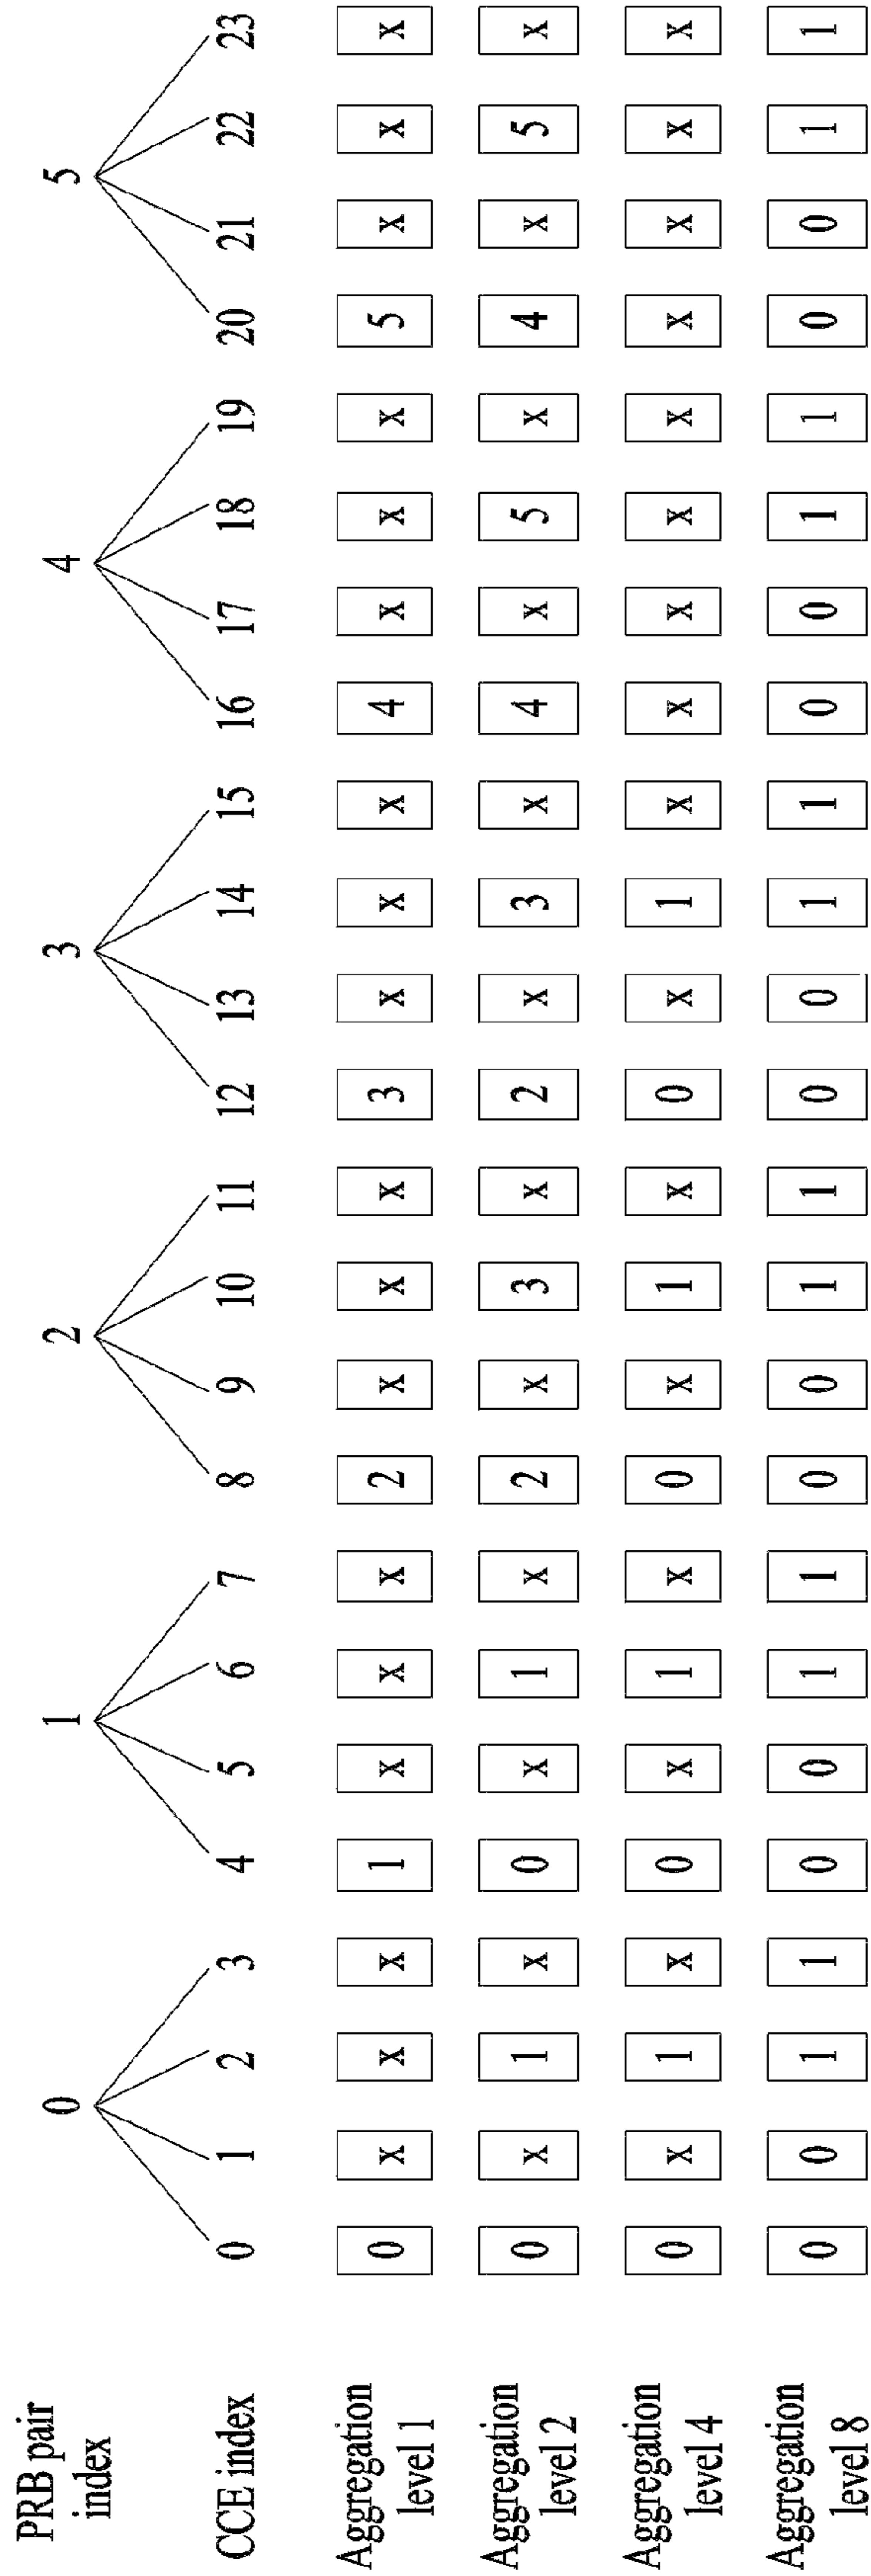 PRB pair
index
0 1 2 3 4 5
CCE index 0 1 2 3 4 5 6 7 8 9 10 11 12 13 14 15 16 17 18 19 20 21 22 23
Aggregation
level 1
0 x x x 1 x x x 2 x x x 3 x x x 4 x x x 5 x x x
Aggregation
level 2
0 x 1 x 0 x 1 x 2 x 3 x 2 x 3 x 4 x 5 x 4 x 5 x
Aggregation
level 4
0 x 1 x 0 x 1 x 0 x 1 x 0 x 1 x x x x x x x x x
Aggregation
level 8
0 0 1 1 0 0 1 1 0 0 1 1 0 0 1 1 0 0 1 1 0 0 1 1